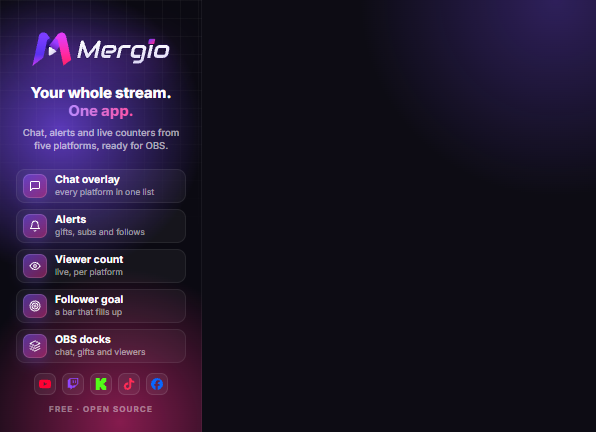 Mergio
Your whole stream.
One app.
Chat, alerts and live counters from
five platforms, ready for OBS.
Chat overlay
every platform in one list
Alerts
gifts, subs and follows
Viewer count
live, per platform
Follower goal
a bar that fills up
OBS docks
chat, gifts and viewers
FREE · OPEN SOURCE